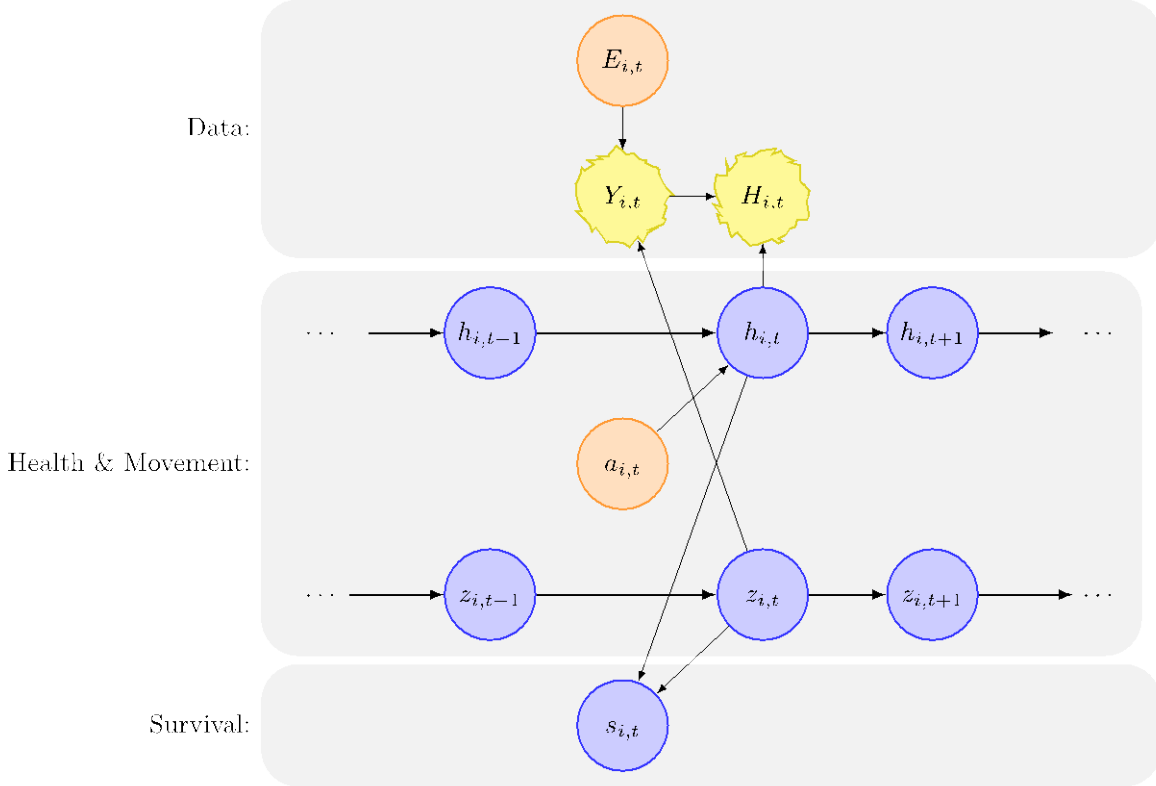 E_{i,t}
Data:
Y_{i,t} H_{i,t}
··· h_{i,t−1} h_{i,t} h_{i,t+1} ···
Health & Movement: a_{i,t}
··· z_{i,t−1} z_{i,t} z_{i,t+1} ···
Survival: s_{i,t}